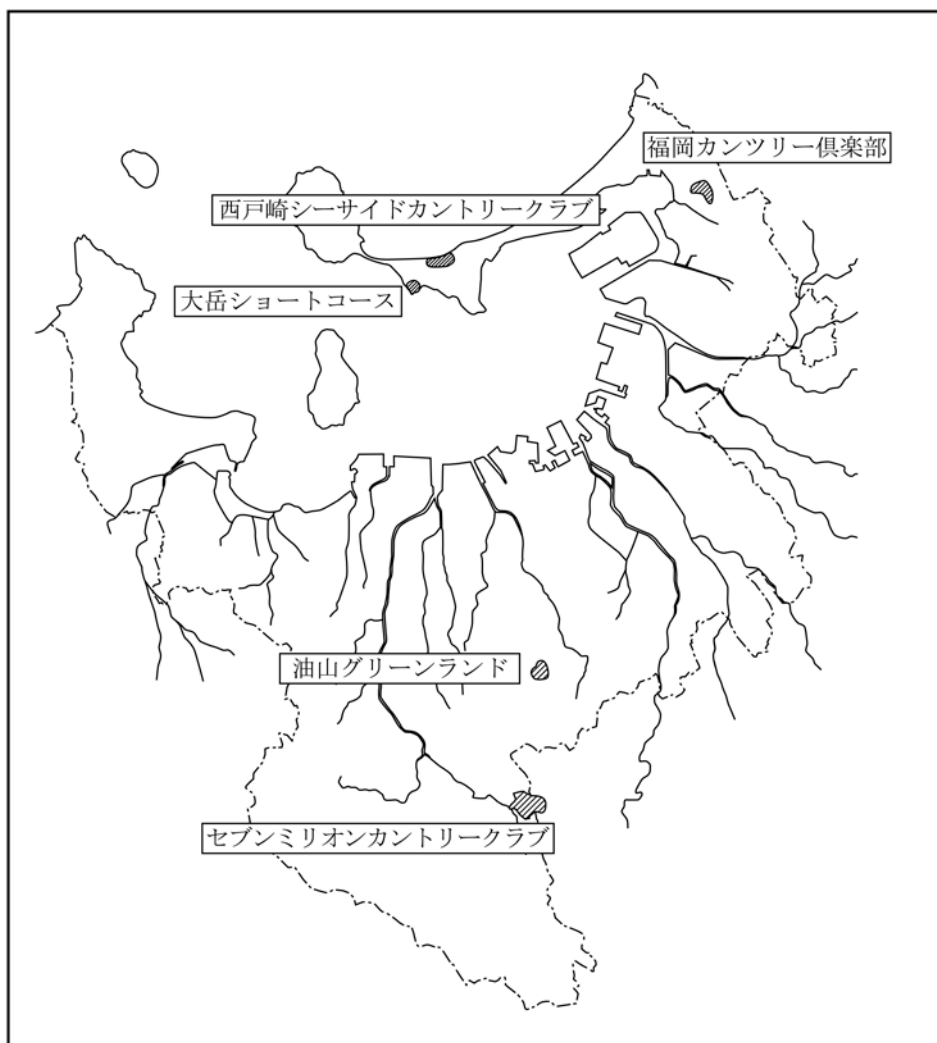 福岡カンツリー倶楽部
西戸崎シーサイドカントリークラブ
大岳ショートコース
油山グリーンランド
セブンミリオンカントリークラブ